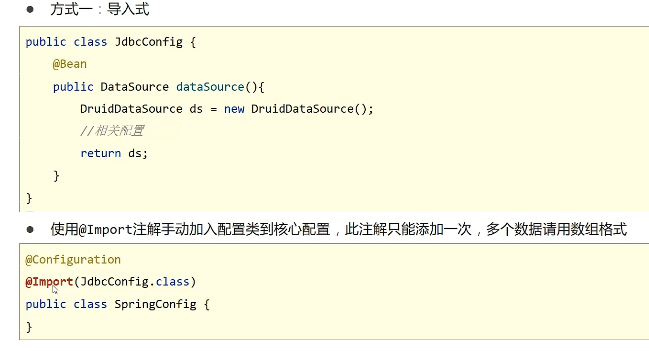 ● 方式一：导入式
public class JdbcConfig {
    @Bean
    public DataSource dataSource(){
        DruidDataSource ds = new DruidDataSource();
        //相关配置
        return ds;
    }
}
● 使用@Import注解手动加入配置类到核心配置，此注解只能添加一次，多个数据请用数组格式
@Configuration
@Import(JdbcConfig.class)
public class SpringConfig {
}